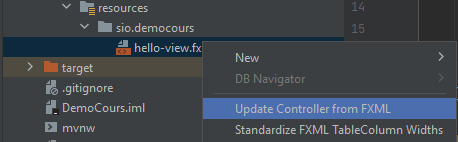 resources
14
sio.democours
15
hello-view.fx
New
DB Navigator
target
.gitignore
Update Controller from FXML
DemoCours.iml
Standardize FXML TableColumn Widths
mvnw